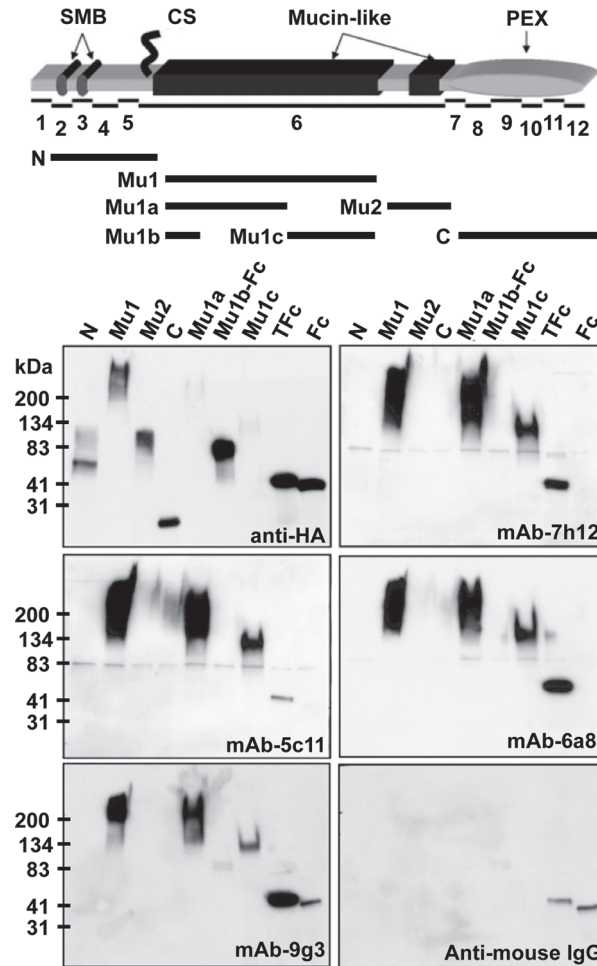 SMB CS Mucin-like PEX
1 2 3 4 5 6 7 8 9 10 11 12
N
Mu1
Mu1a Mu2
Mu1b Mu1c C
N Mu1 Mu2 C Mu1a Mu1b-Fc Mu1c TFc Fc N Mu1 Mu2 C Mu1a Mu1b-Fc Mu1c TFc Fc
kDa
200
134
83
41
31
anti-HA mAb-7h12
200
134
83
41
31
mAb-5c11 mAb-6a8
200
134
83
41
31
mAb-9g3 Anti-mouse IgG